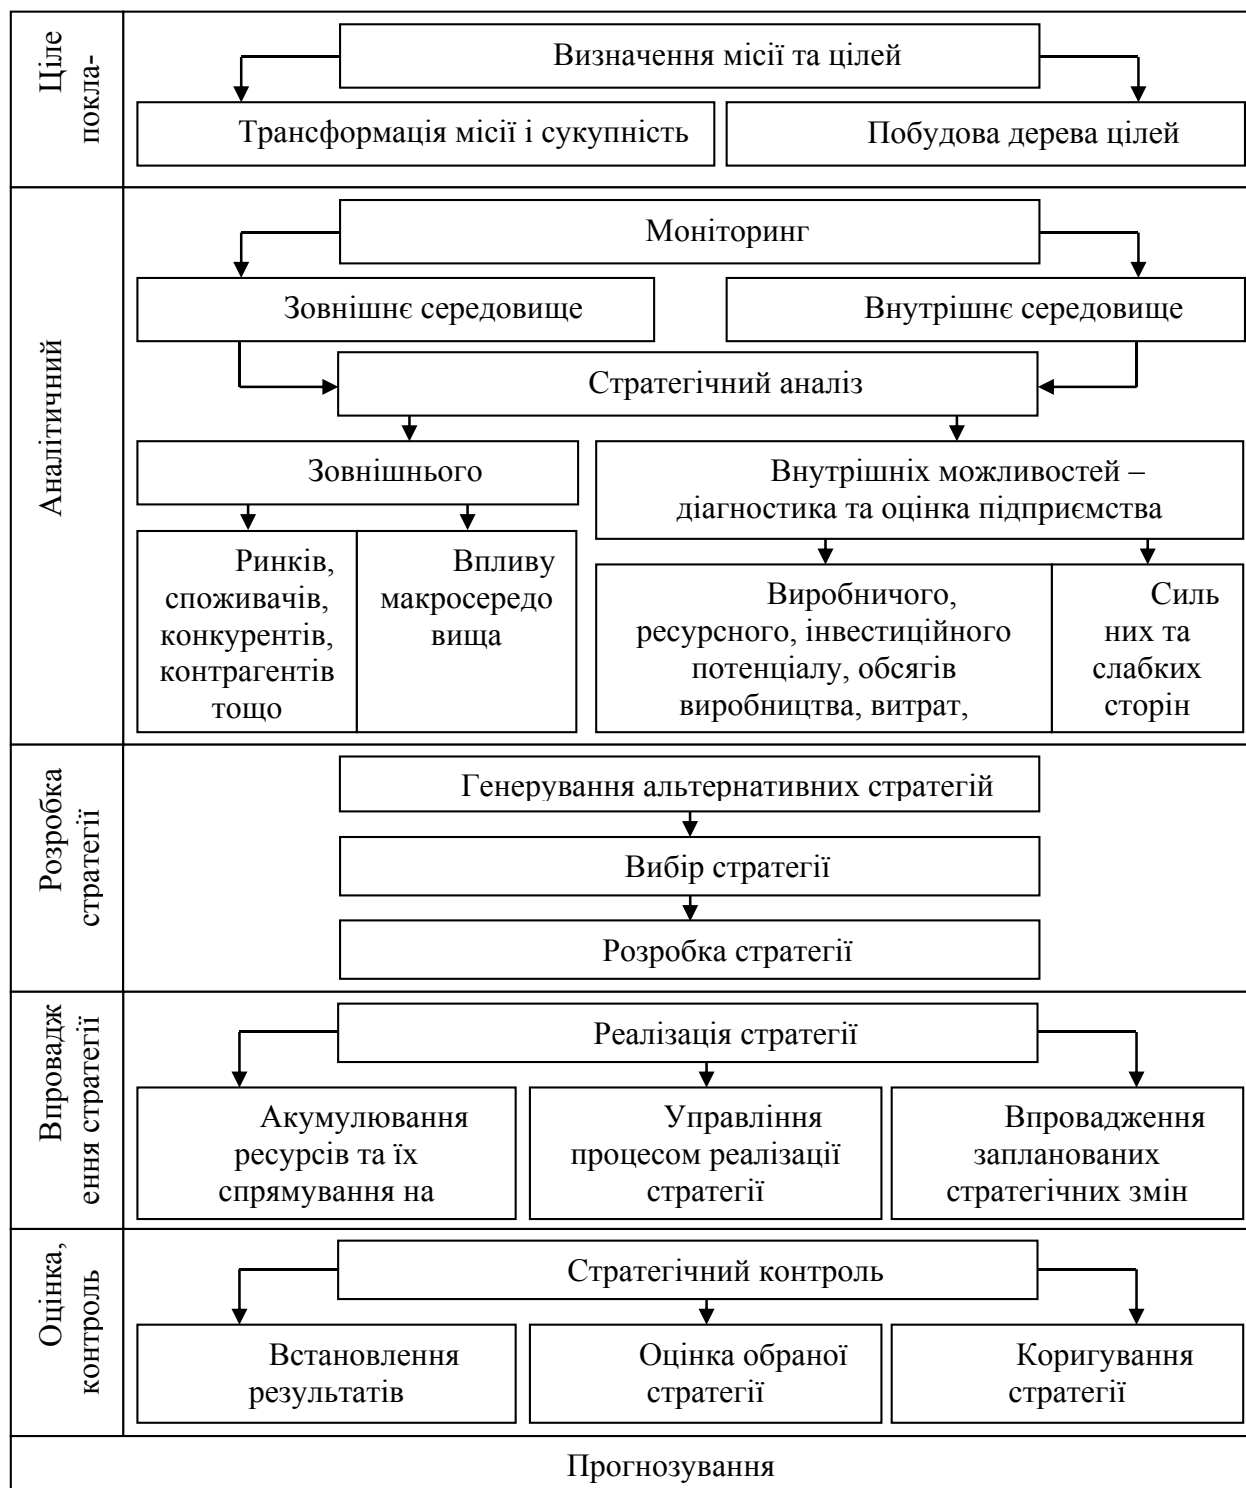 Ціле
покла-
Визначення місії та цілей
Трансформація місії і сукупність
Побудова дерева цілей
Аналітичний
Моніторинг
Зовнішнє середовище
Внутрішнє середовище
Стратегічний аналіз
Зовнішнього
Внутрішніх можливостей –
діагностика та оцінка підприємства
Ринків,
споживачів,
конкурентів,
контрагентів
тощо
Впливу
макросередо
вища
Виробничого,
ресурсного, інвестиційного
потенціалу, обсягів
виробництва, витрат,
Силь
них та
слабких
сторін
Розробка
стратегії
Генерування альтернативних стратегій
Вибір стратегії
Розробка стратегії
Впровадж
ення стратегії
Реалізація стратегії
Акумулювання
ресурсів та їх
спрямування на
Управління
процесом реалізації
стратегії
Впровадження
запланованих
стратегічних змін
Оцінка,
контроль
Стратегічний контроль
Встановлення
результатів
Оцінка обраної
стратегії
Коригування
стратегії
Прогнозування